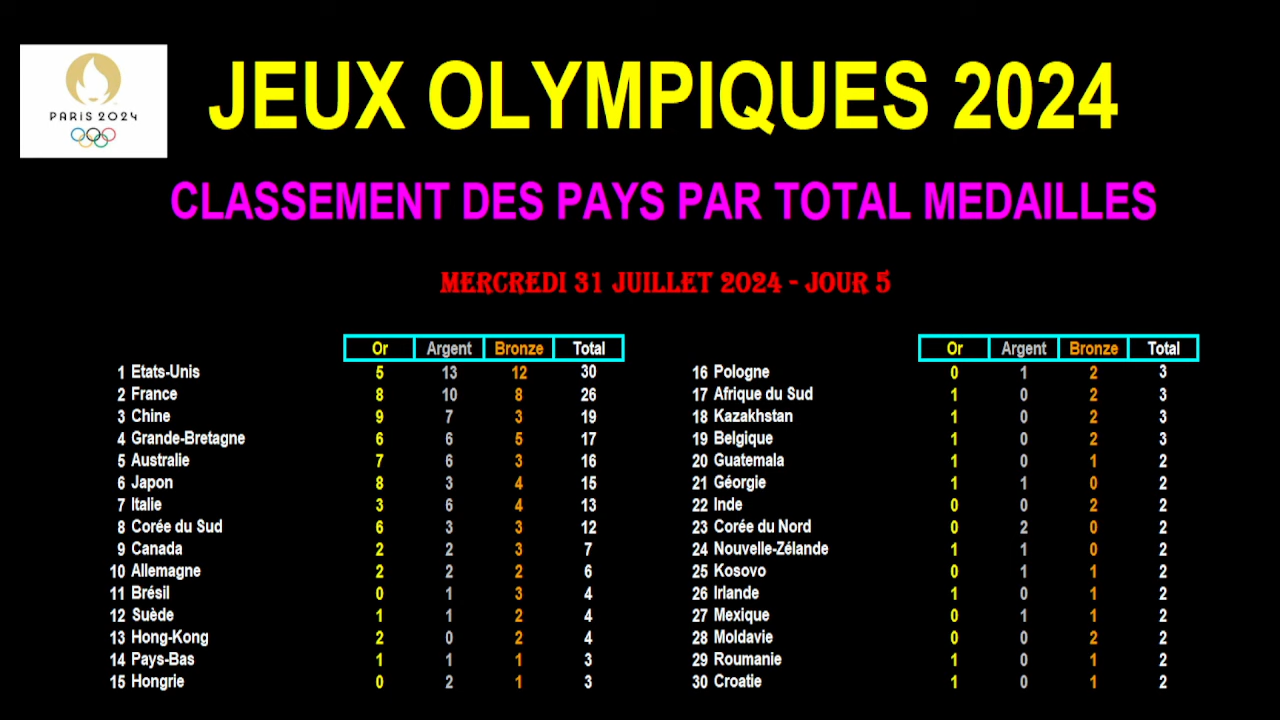 PARIS 2024
JEUX OLYMPIQUES 2024
CLASSEMENT DES PAYS PAR TOTAL MEDAILLES
MERCREDI 31 JUILLET 2024 - JOUR 5
Or Argent Bronze Total
1 Etats-Unis 5 13 12 30
2 France 8 10 8 26
3 Chine 9 7 3 19
4 Grande-Bretagne 6 6 5 17
5 Australie 7 6 3 16
6 Japon 8 3 4 15
7 Italie 3 6 4 13
8 Corée du Sud 6 3 3 12
9 Canada 2 2 3 7
10 Allemagne 2 2 2 6
11 Brésil 0 1 3 4
12 Suède 1 1 2 4
13 Hong-Kong 2 0 2 4
14 Pays-Bas 1 1 1 3
15 Hongrie 0 2 1 3
Or Argent Bronze Total
16 Pologne 0 1 2 3
17 Afrique du Sud 1 0 2 3
18 Kazakhstan 1 0 2 3
19 Belgique 1 0 2 3
20 Guatemala 1 0 1 2
21 Géorgie 1 1 0 2
22 Inde 0 0 2 2
23 Corée du Nord 0 2 0 2
24 Nouvelle-Zélande 1 1 0 2
25 Kosovo 0 1 1 2
26 Irlande 1 0 1 2
27 Mexique 0 1 1 2
28 Moldavie 0 0 2 2
29 Roumanie 1 0 1 2
30 Croatie 1 0 1 2